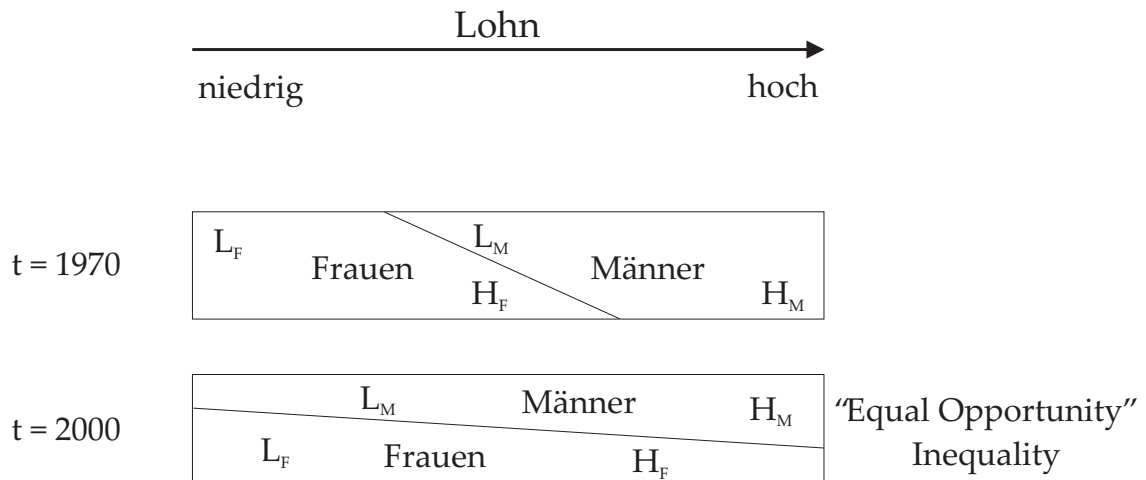 Lohn
niedrig hoch
t = 1970
L_F Frauen L_M H_F Männer H_M
t = 2000
L_M Männer H_M
L_F Frauen H_F
“Equal Opportunity”
Inequality